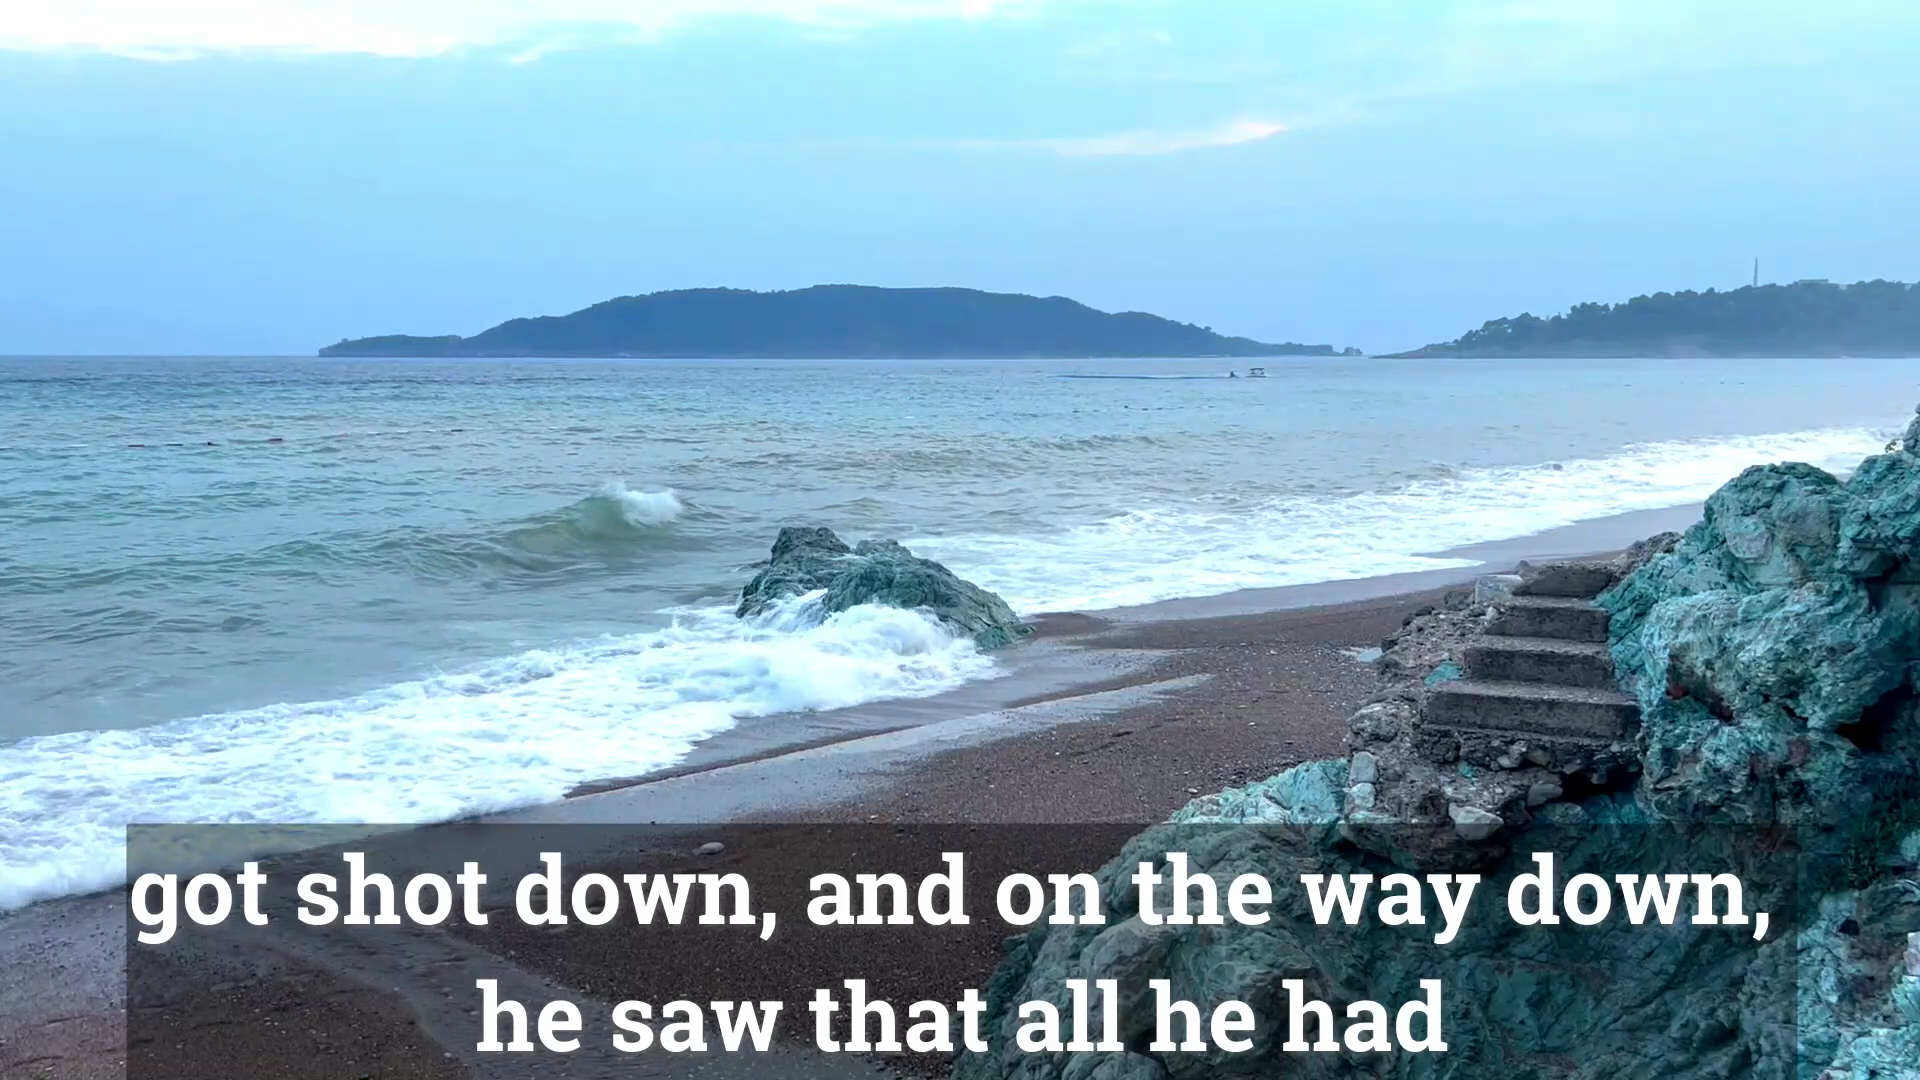 got shot down, and on the way down,
he saw that all he had